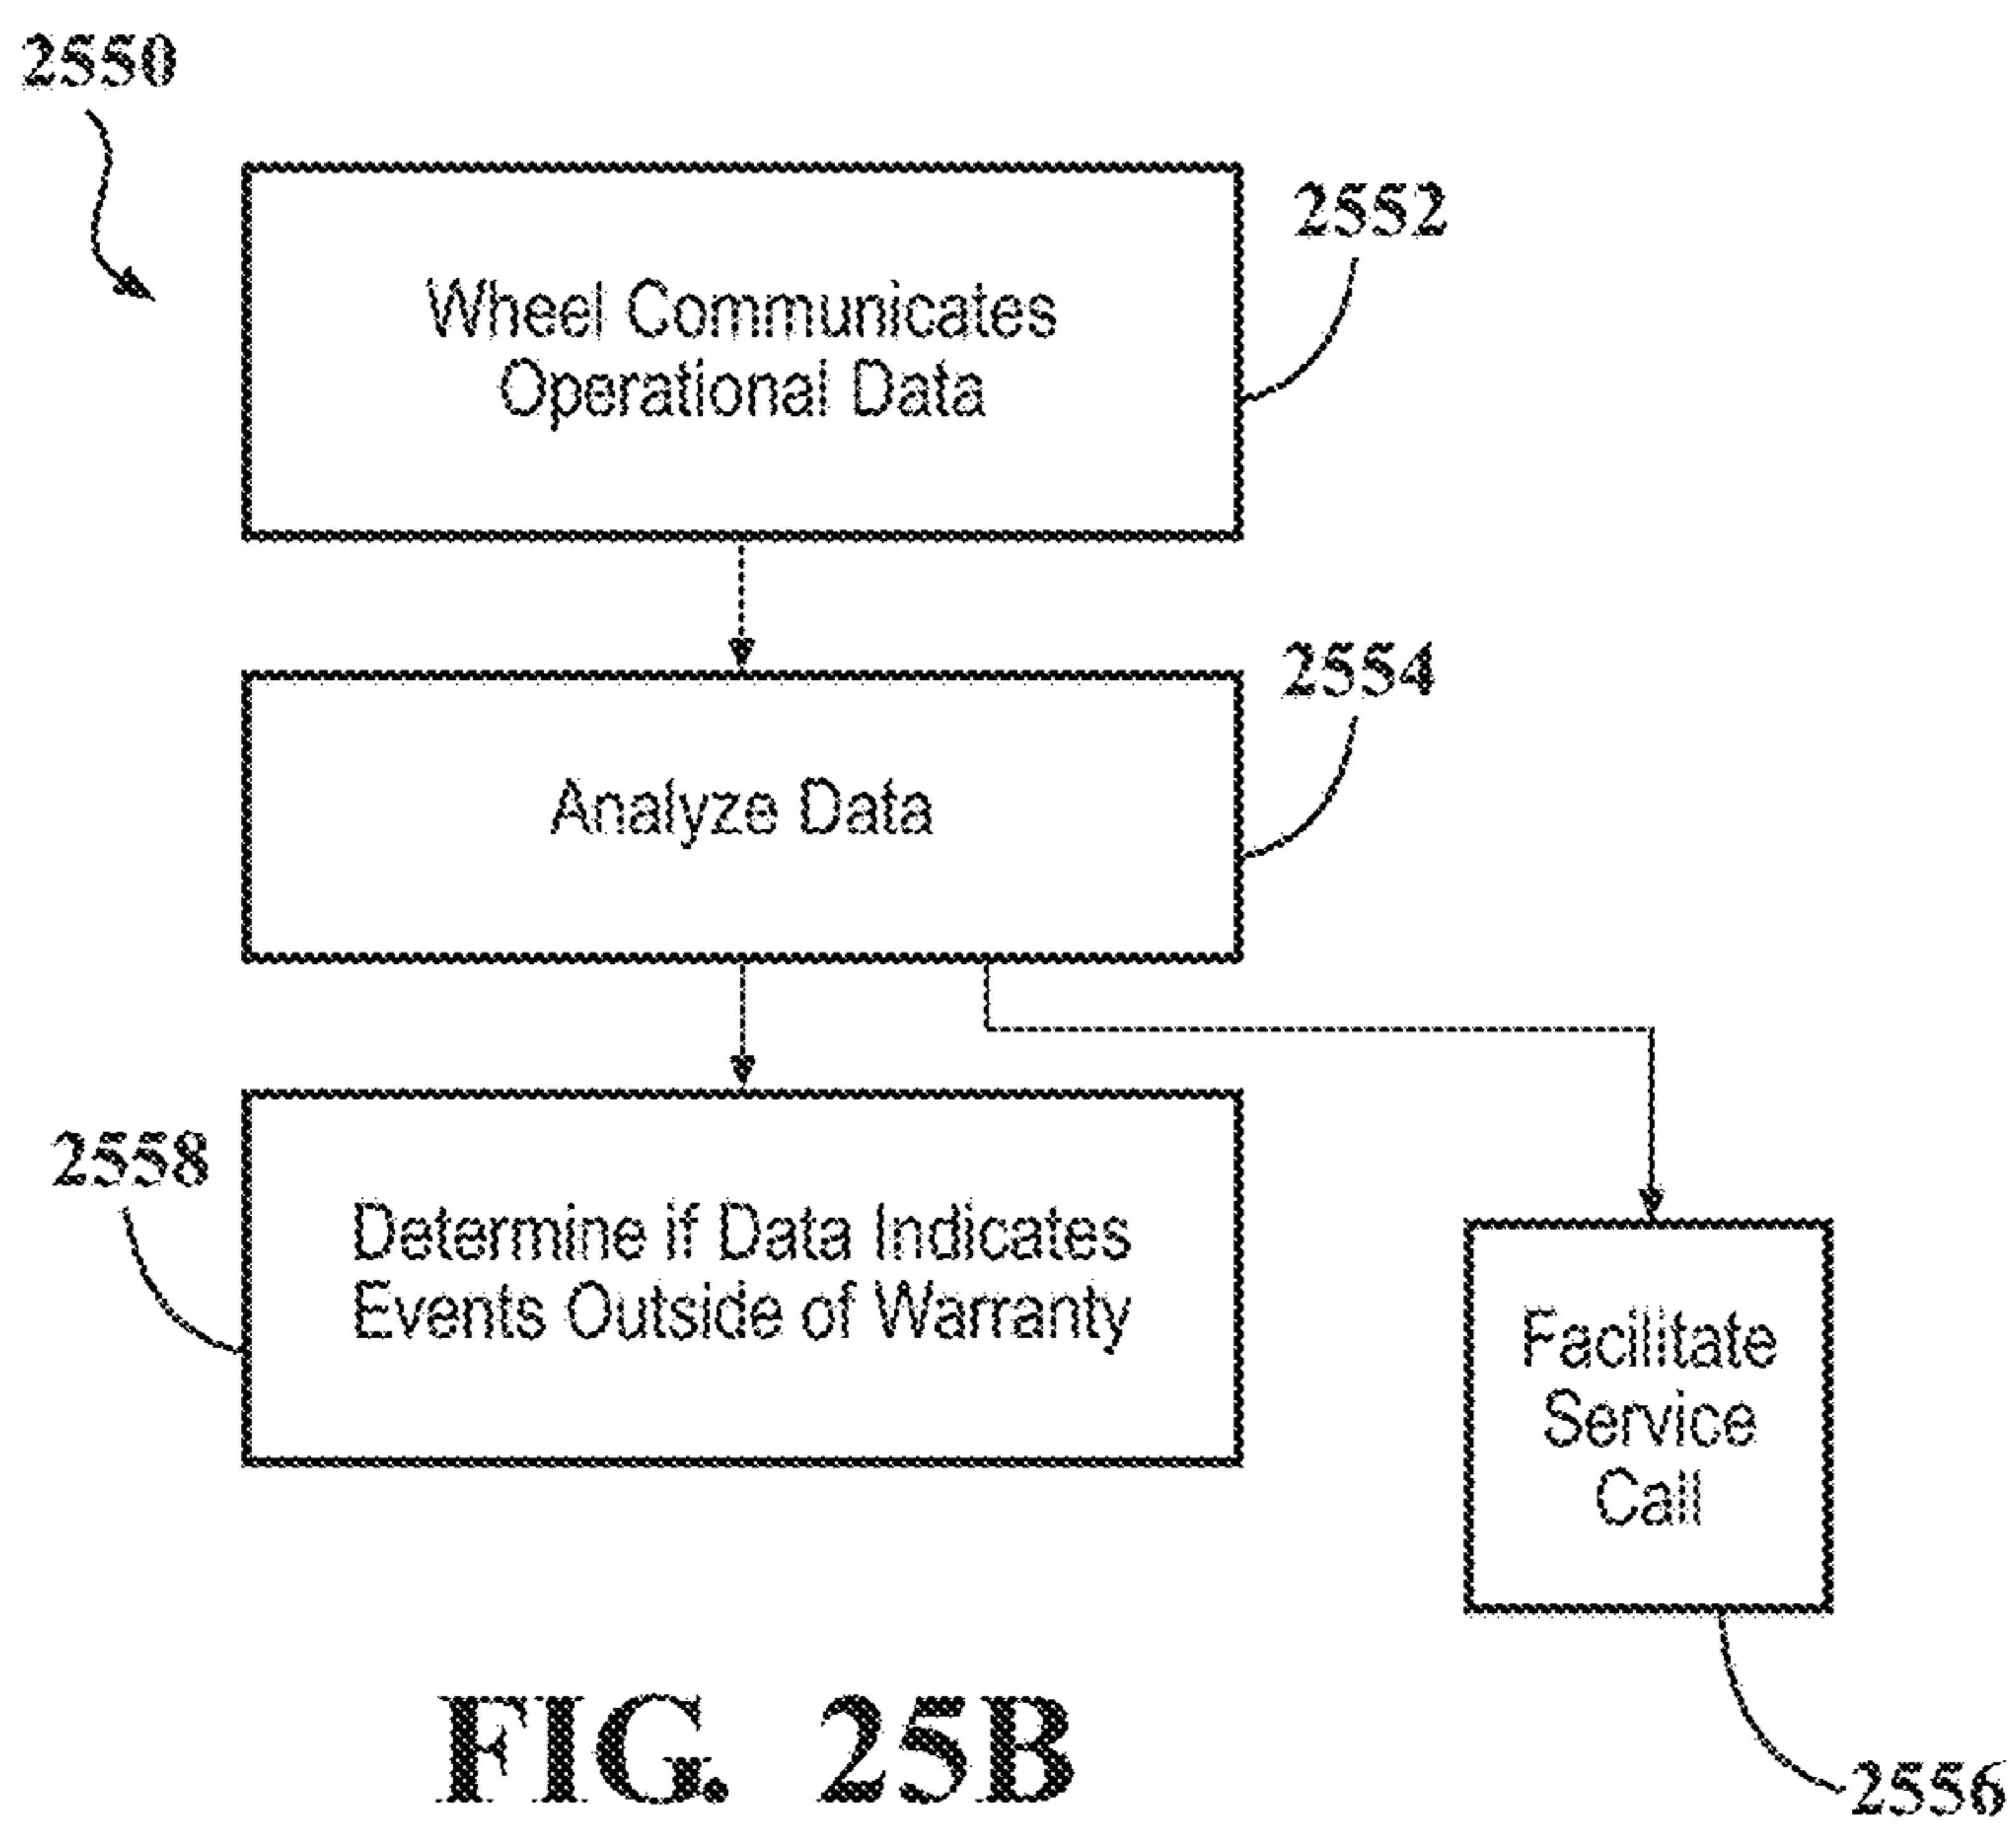 2550
2552
Wheel Communicates
Operational Data
2554
Analyze Data
2558
Determine if Data Indicates
Events Outside of Warranty
Facilitate
Service
Call
FIG. 25B
2556